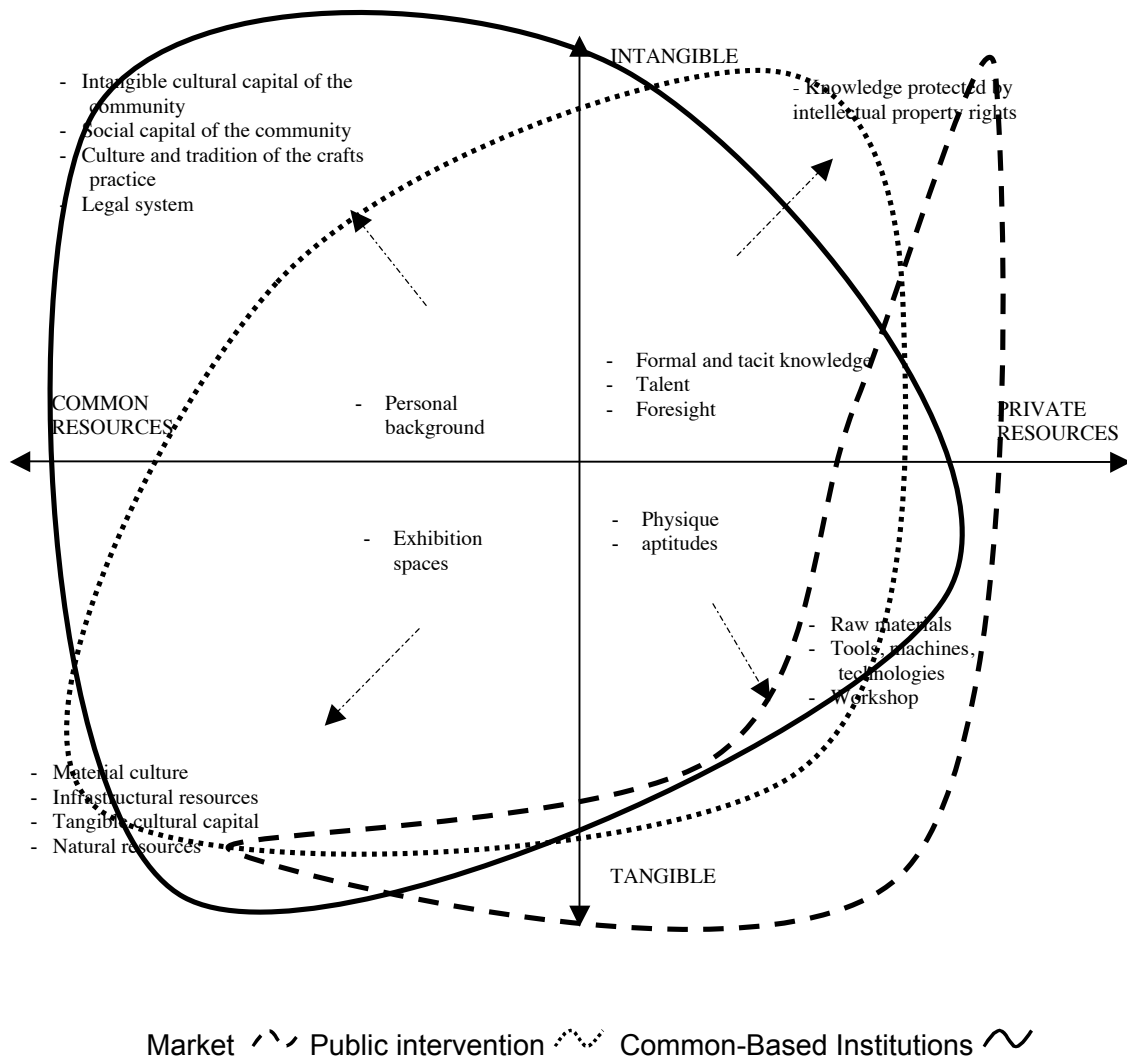 INTANGIBLE
- Intangible cultural capital of the
community
- Social capital of the community
- Culture and tradition of the crafts
practice
- Legal system
- Knowledge protected by
intellectual property rights
- Formal and tacit knowledge
- Talent
- Foresight
COMMON
RESOURCES
- Personal
background
PRIVATE
RESOURCES
- Exhibition
spaces
- Physique
- aptitudes
- Raw materials
- Tools, machines,
technologies
- Workshop
- Material culture
- Infrastructural resources
- Tangible cultural capital
- Natural resources
TANGIBLE
Market Public intervention Common-Based Institutions